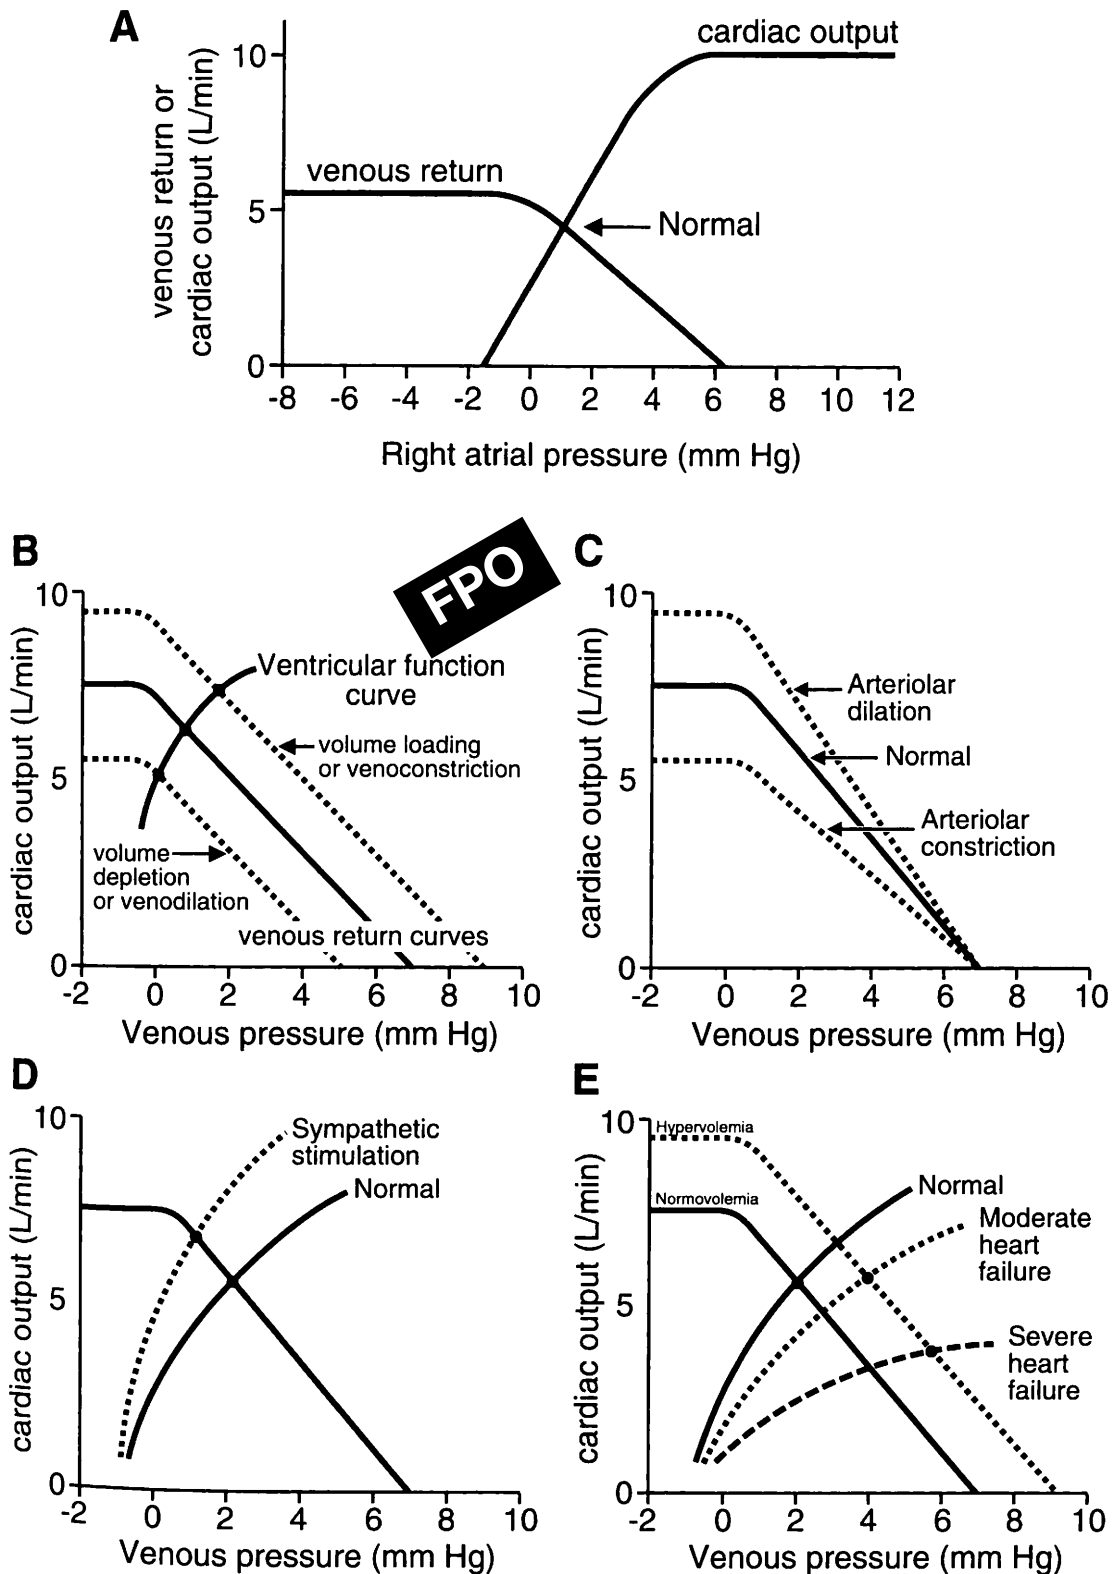 A
cardiac output
venous return or
cardiac output (L/min)
10
5
0
venous return
Normal
-8 -6 -4 -2 0 2 4 6 8 10 12
Right atrial pressure (mm Hg)
B
FPO
cardiac output (L/min)
10
5
0
Ventricular function
curve
volume loading
or venoconstriction
volume
depletion
or venodilation
venous return curves
-2 0 2 4 6 8 10
Venous pressure (mm Hg)
C
cardiac output (L/min)
10
5
0
Arteriolar
dilation
Normal
Arteriolar
constriction
-2 0 2 4 6 8 10
Venous pressure (mm Hg)
D
cardiac output (L/min)
10
5
0
Sympathetic
stimulation
Normal
-2 0 2 4 6 8 10
Venous pressure (mm Hg)
E
cardiac output (L/min)
10
5
0
Hypervolemia
Normovolemia
Normal
Moderate
heart
failure
Severe
heart
failure
-2 0 2 4 6 8 10
Venous pressure (mm Hg)